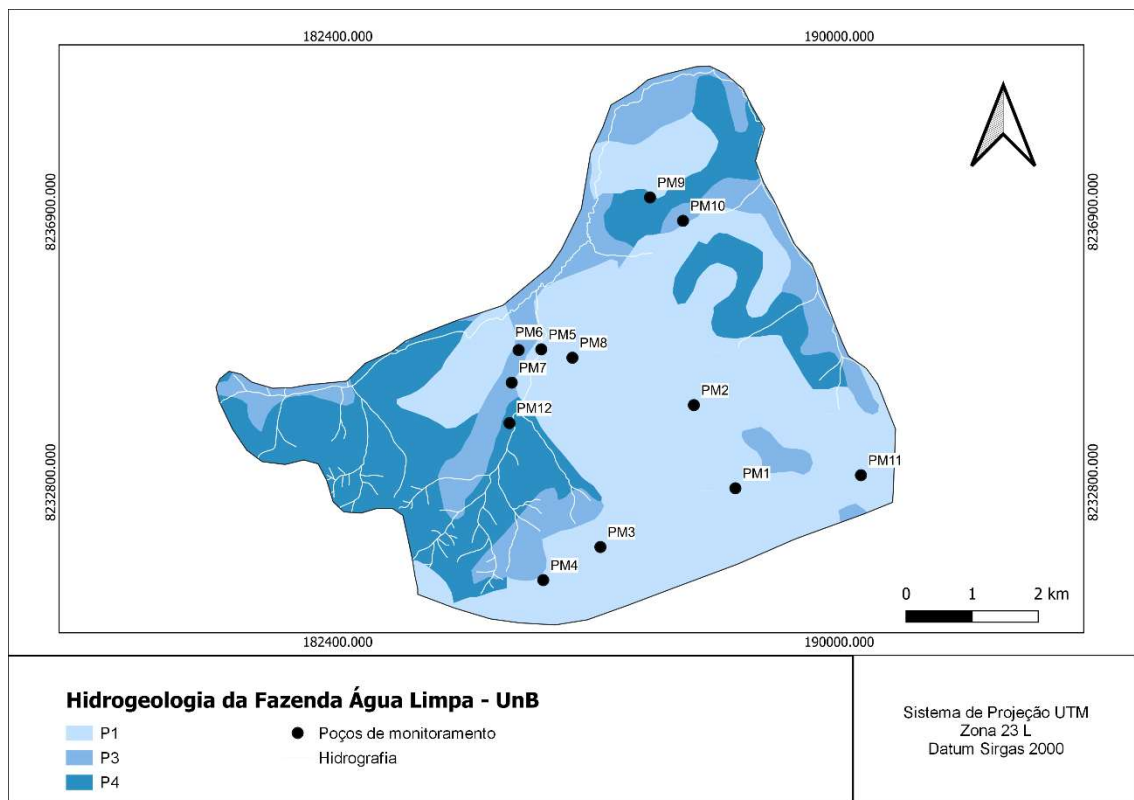 182400.000
190000.000
8236900.000
8236900.000
PM9
PM10
PM6
PM5
PM8
PM7
PM2
PM12
8232800.000
8232800.000
PM11
PM1
PM3
PM4
0 1 2 km
182400.000
190000.000
Hidrogeologia da Fazenda Água Limpa - UnB
P1
Poços de monitoramento
P3
Hidrografia
P4
Sistema de Projeção UTM
Zona 23 L
Datum Sirgas 2000